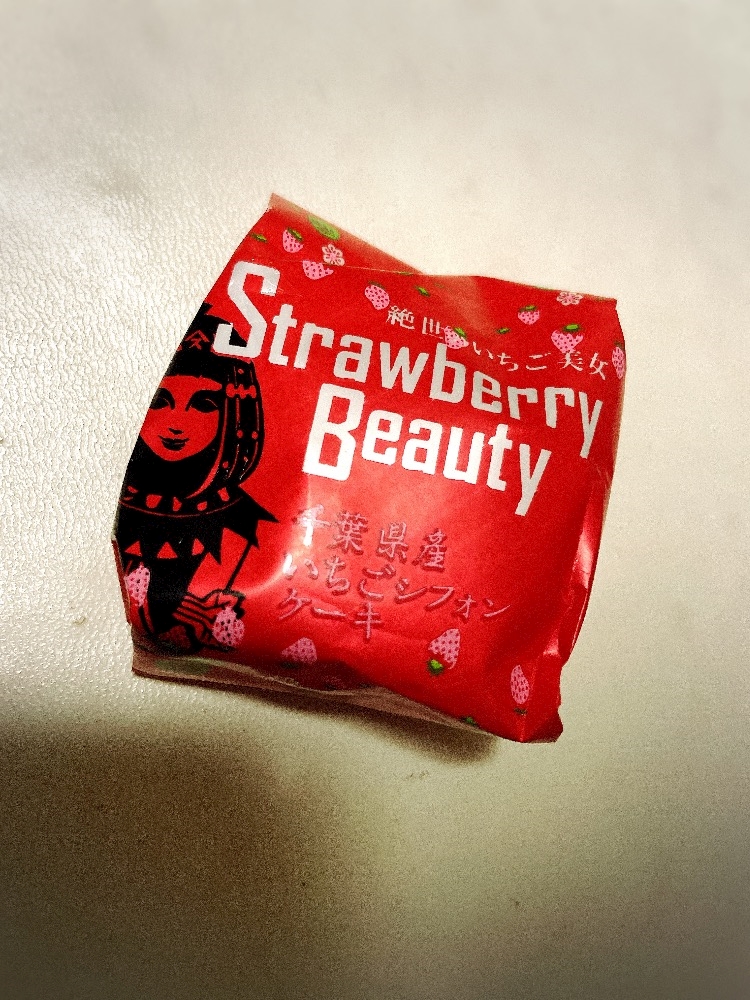 絶世のいちご美女
Strawberry
Beauty
千葉県産
いちごシフォン
ケーキ